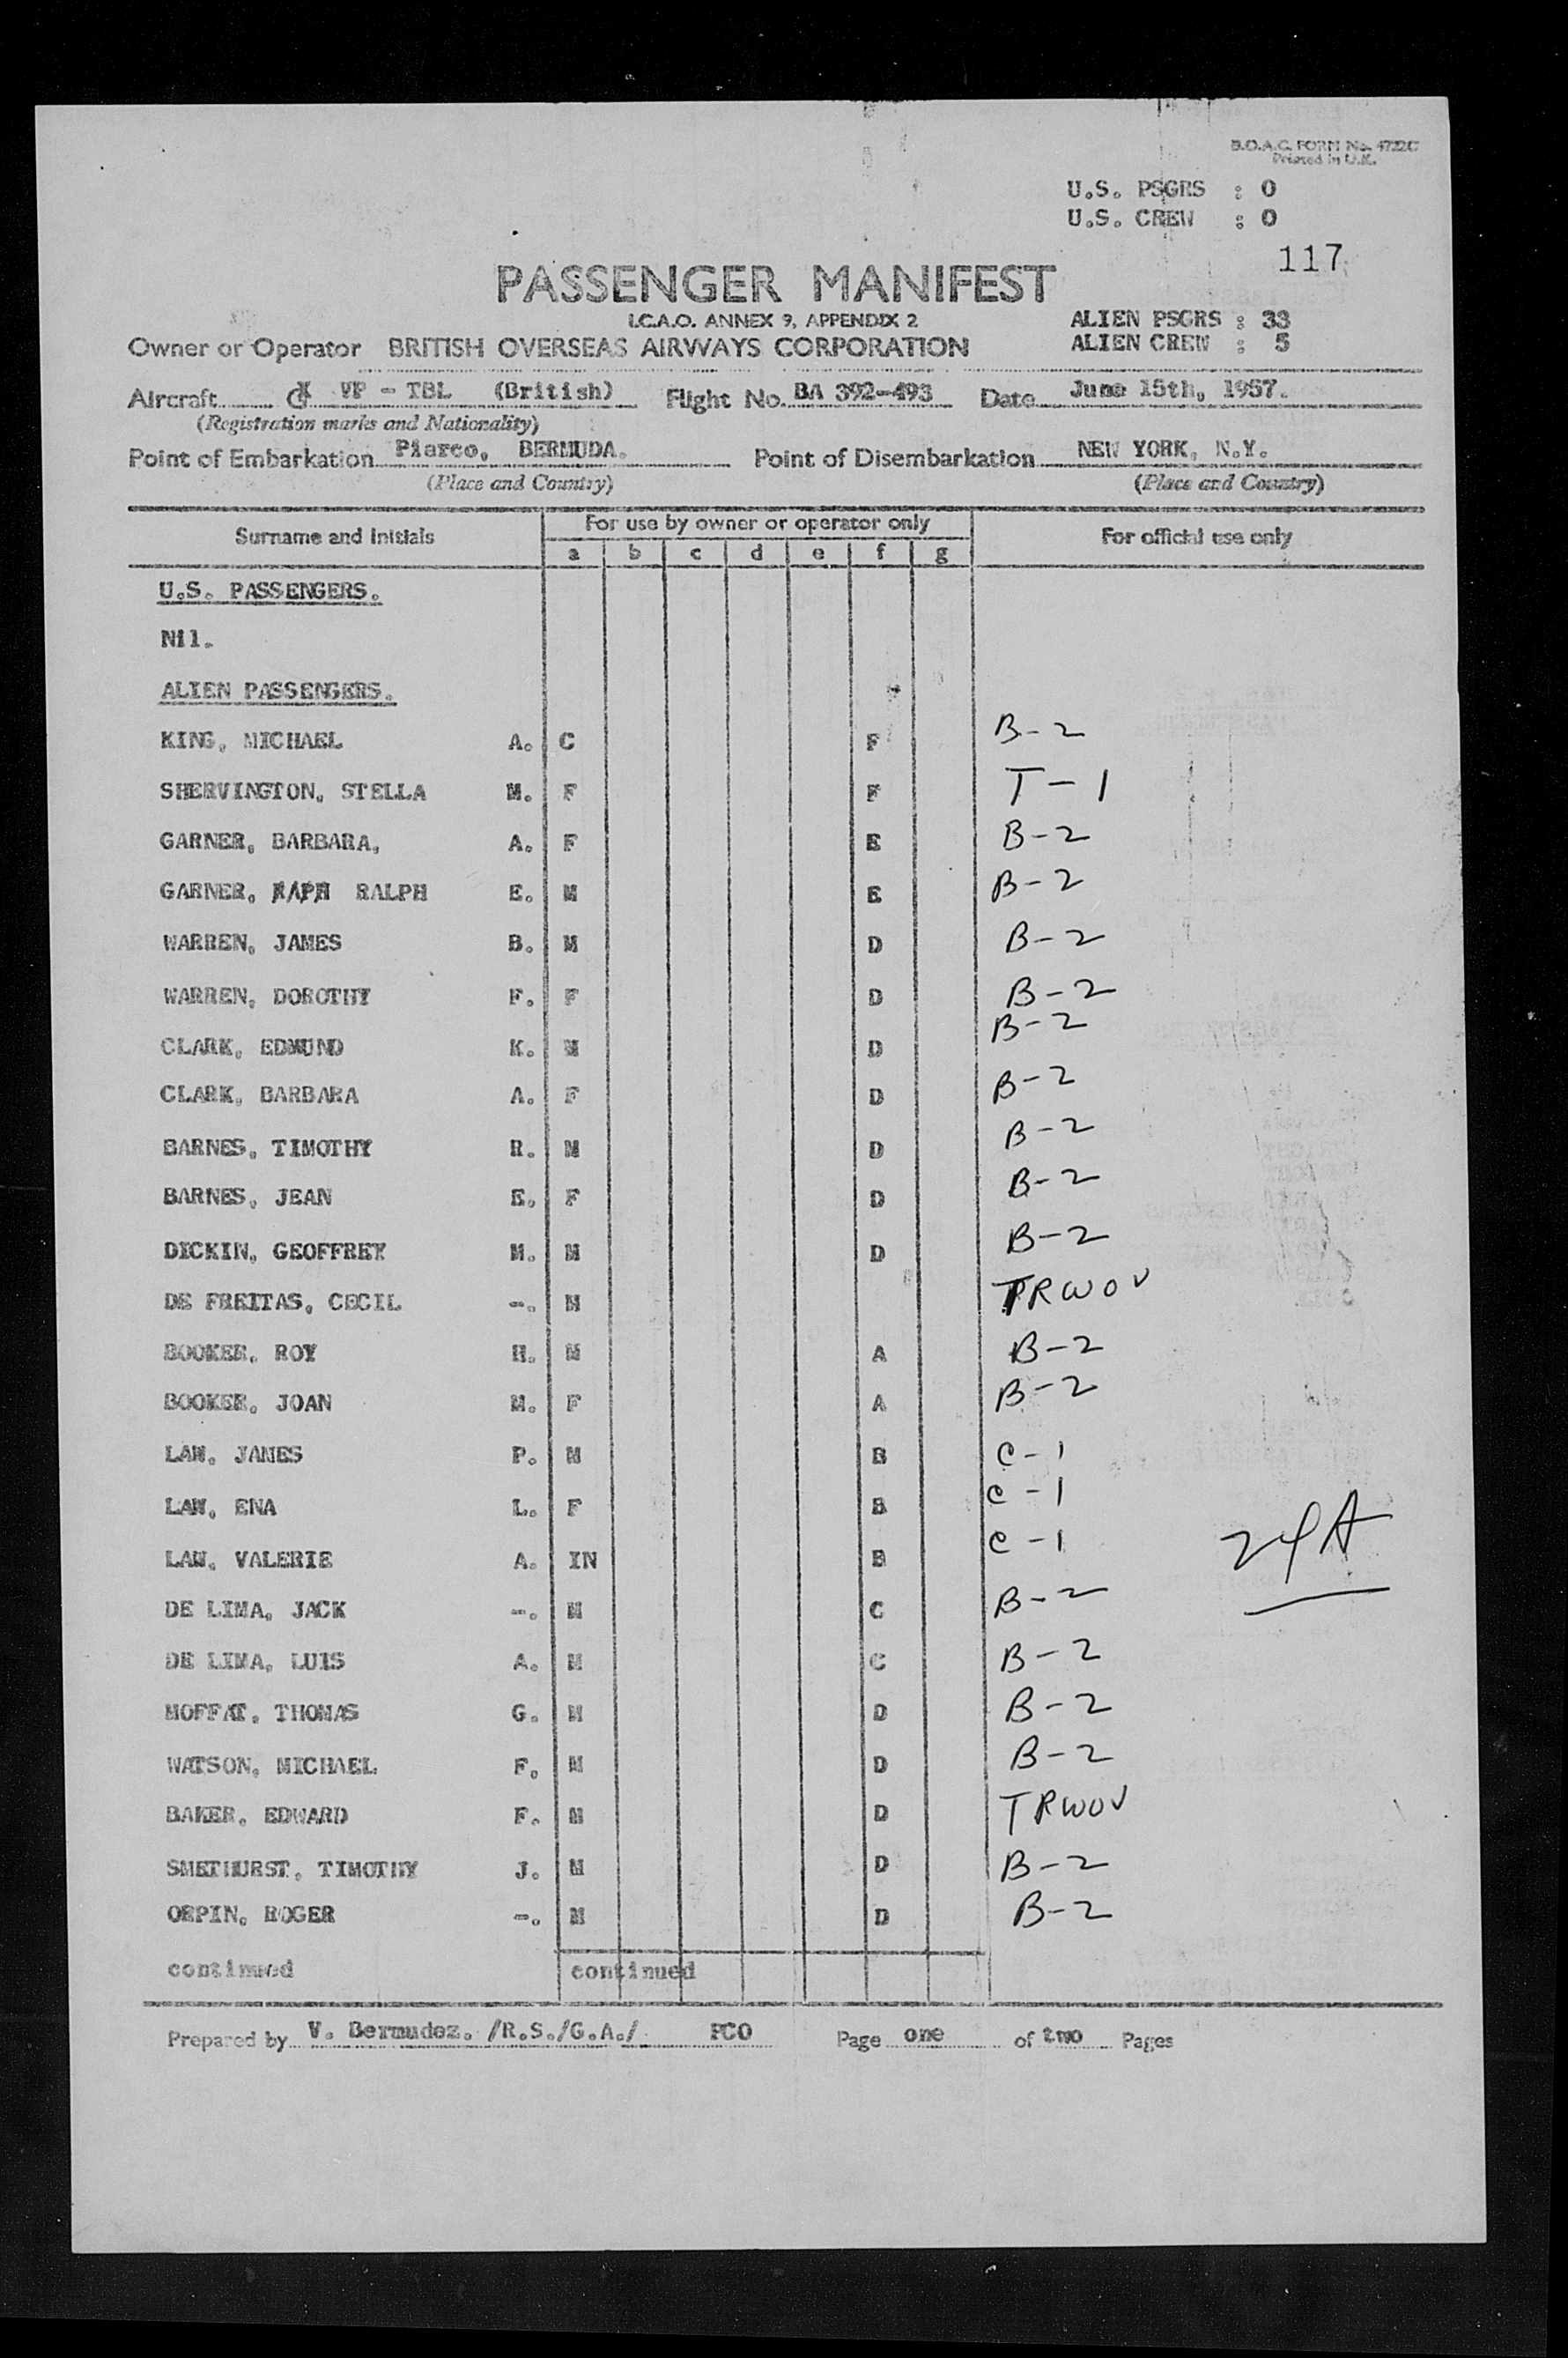 B.O.A.C. FORM No. 4722C
Printed in U.K.
U.S. PSGRS : 0
U.S. CREW : 0
117
PASSENGER MANIFEST
I.C.A.O. ANNEX 9, APPENDIX 2
ALIEN PSGRS : 33
ALIEN CREW : 5
Owner or Operator BRITISH OVERSEAS AIRWAYS CORPORATION
Aircraft VP - TBL (British) Flight No. BA 392-493 Date June 15th, 1957.
(Registration marks and Nationality)
Point of Embarkation Piarco, BERMUDA. Point of Disembarkation NEW YORK, N.Y.
(Place and Country) (Place and Country)
Surname and Initials For use by owner or operator only For official use only
a b c d e f g
U.S. PASSENGERS.
Nil.
ALIEN PASSENGERS.
KING, MICHAEL A. C F B-2
SHERVINGTON, STELLA M. F F T-1
GARNER, BARBARA, A. F E B-2
GARNER, RAPH RALPH E. M E B-2
WARREN, JAMES B. M D B-2
WARREN, DOROTHY F. F D B-2
CLARK, EDMUND K. M D B-2
CLARK, BARBARA A. F D B-2
BARNES, TIMOTHY R. M D B-2
BARNES, JEAN E. F D B-2
DICKIN, GEOFFREY M. M D B-2
DE FREITAS, CECIL -. M TRWOV
BOOKER, ROY H. M A B-2
BOOKER, JOAN M. F A B-2
LAW, JAMES P. M B C-1
LAW, ENA L. F B C-1
LAW, VALERIE A. IN B C-1
24A
DE LIMA, JACK -. M C B-2
DE LIMA, LUIS A. M C B-2
MOFFAT, THOMAS G. M D B-2
WATSON, MICHAEL F. M D B-2
BAKER, EDWARD F. M D TRWOV
SMETHURST, TIMOTHY J. M D B-2
ORPIN, ROGER -. M D B-2
continued continued
Prepared by V. Bermudez. /R.S./G.A./ PCO Page one of two Pages